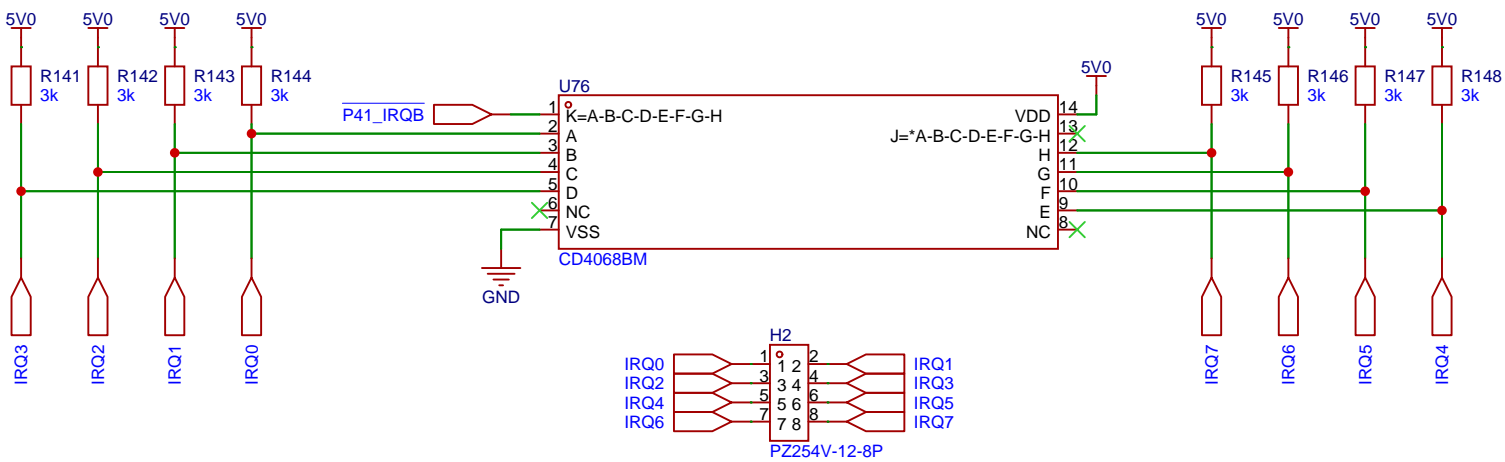 5V0 5V0 5V0 5V0 5V0 5V0 5V0 5V0
R141 R142 R143 R144 R145 R146 R147 R148
3k 3k 3k 3k 3k 3k 3k 3k
5V0
U76
P41_IRQB 1 K=A-B-C-D-E-F-G-H VDD 14
2 A J=*A-B-C-D-E-F-G-H 13
3 B H 12
4 C G 11
5 D F 10
6 NC E 9
7 VSS NC 8
CD4068BM
GND
IRQ3 IRQ2 IRQ1 IRQ0 IRQ7 IRQ6 IRQ5 IRQ4
H2
IRQ0 1 1 2 2 IRQ1
IRQ2 3 3 4 4 IRQ3
IRQ4 5 5 6 6 IRQ5
IRQ6 7 7 8 8 IRQ7
PZ254V-12-8P